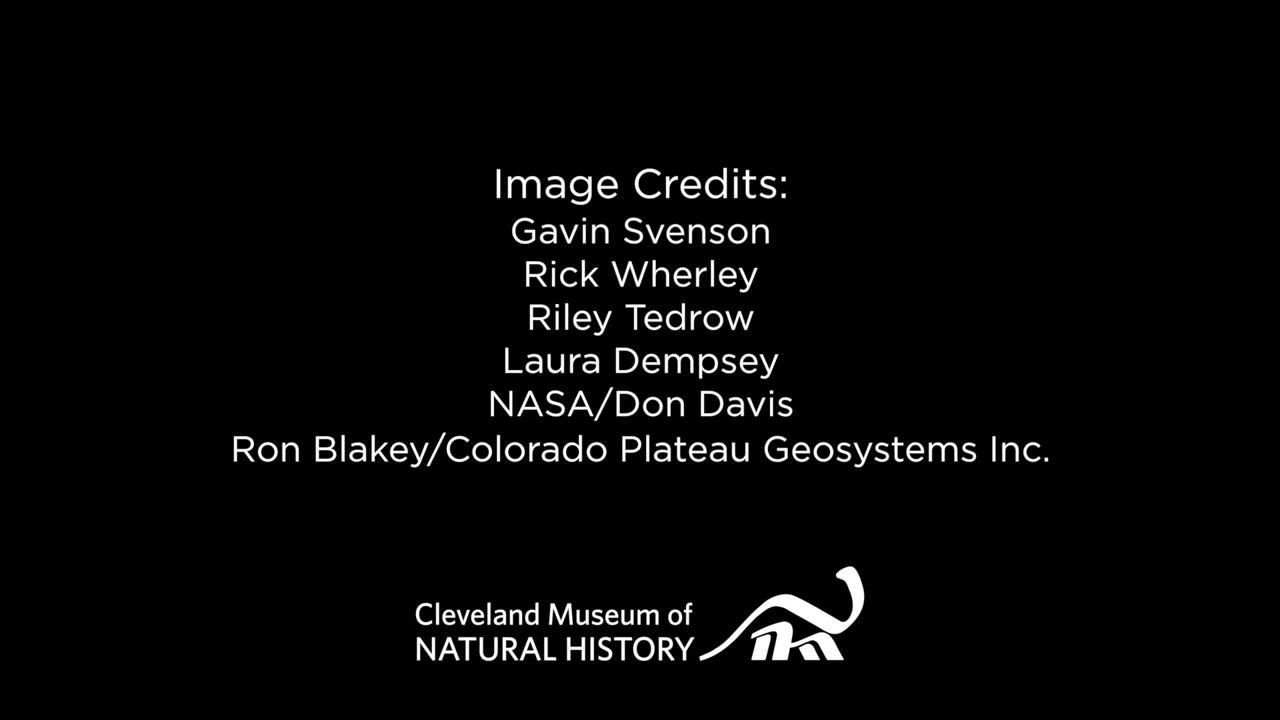 Image Credits:
Gavin Svenson
Rick Wherley
Riley Tedrow
Laura Dempsey
NASA/Don Davis
Ron Blakey/Colorado Plateau Geosystems Inc.
Cleveland Museum of
NATURAL HISTORY